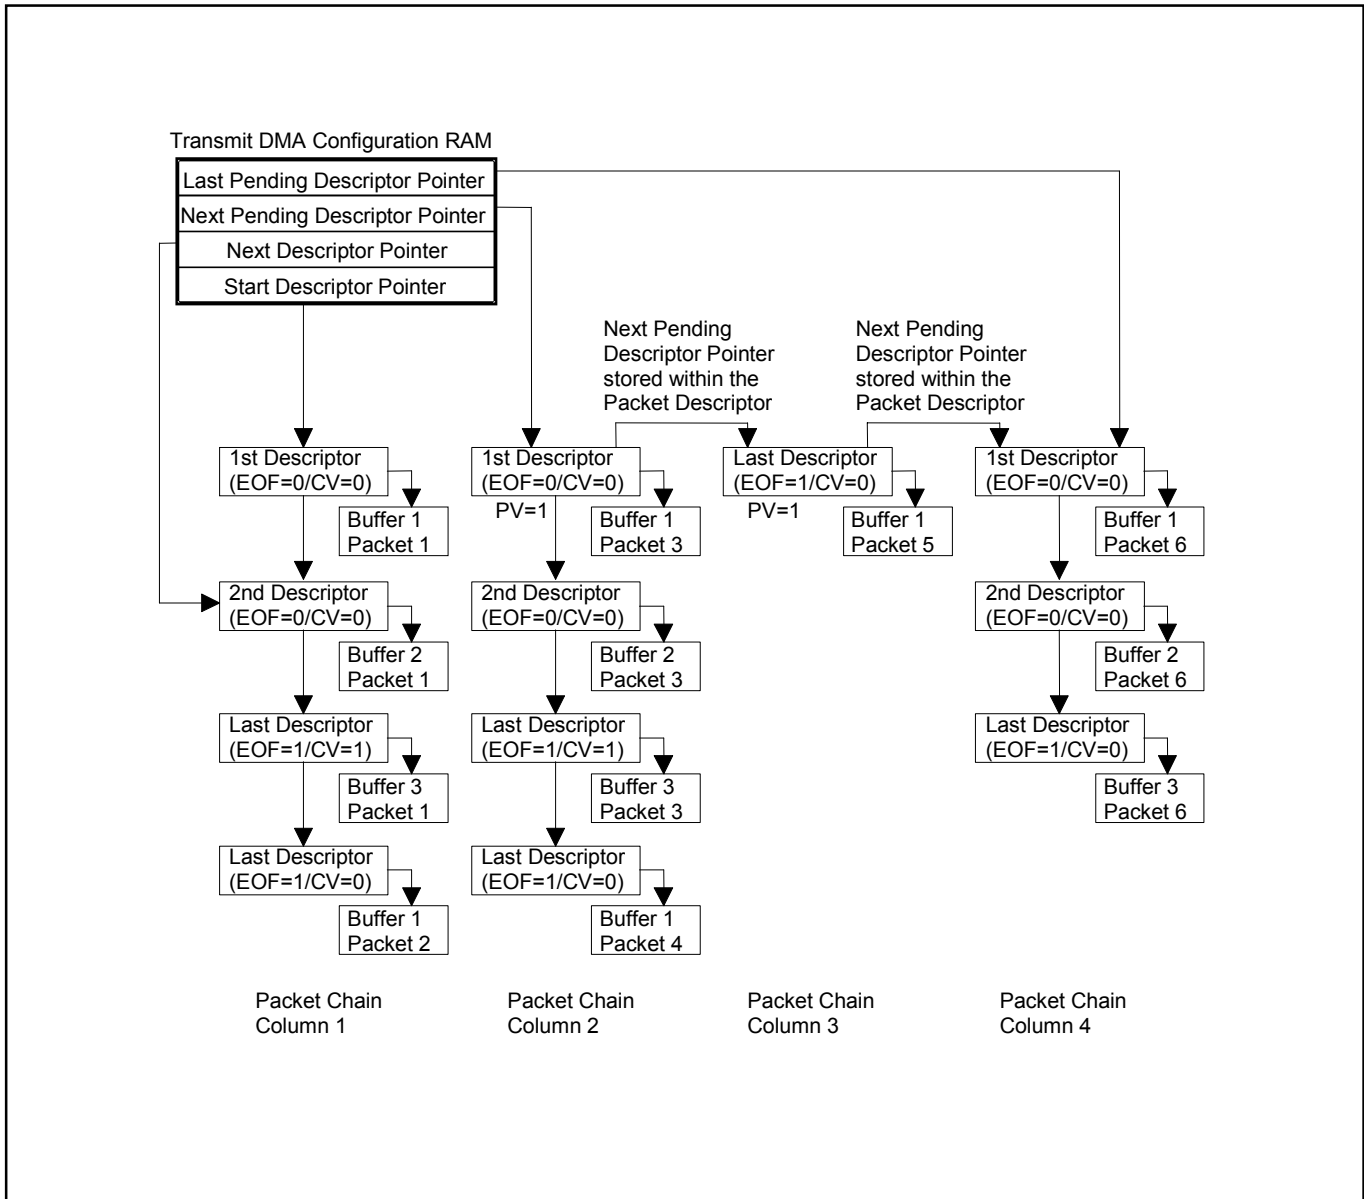 Transmit DMA Configuration RAM
Last Pending Descriptor Pointer
Next Pending Descriptor Pointer
Next Descriptor Pointer
Start Descriptor Pointer
Next Pending
Descriptor Pointer
stored within the
Packet Descriptor
Next Pending
Descriptor Pointer
stored within the
Packet Descriptor
1st Descriptor
(EOF=0/CV=0)
Buffer 1
Packet 1
2nd Descriptor
(EOF=0/CV=0)
Buffer 2
Packet 1
Last Descriptor
(EOF=1/CV=1)
Buffer 3
Packet 1
Last Descriptor
(EOF=1/CV=0)
Buffer 1
Packet 2
Packet Chain
Column 1
1st Descriptor
(EOF=0/CV=0)
PV=1
Buffer 1
Packet 3
2nd Descriptor
(EOF=0/CV=0)
Buffer 2
Packet 3
Last Descriptor
(EOF=1/CV=1)
Buffer 3
Packet 3
Last Descriptor
(EOF=1/CV=0)
Buffer 1
Packet 4
Packet Chain
Column 2
Last Descriptor
(EOF=1/CV=0)
PV=1
Buffer 1
Packet 5
Packet Chain
Column 3
1st Descriptor
(EOF=0/CV=0)
Buffer 1
Packet 6
2nd Descriptor
(EOF=0/CV=0)
Buffer 2
Packet 6
Last Descriptor
(EOF=1/CV=0)
Buffer 3
Packet 6
Packet Chain
Column 4